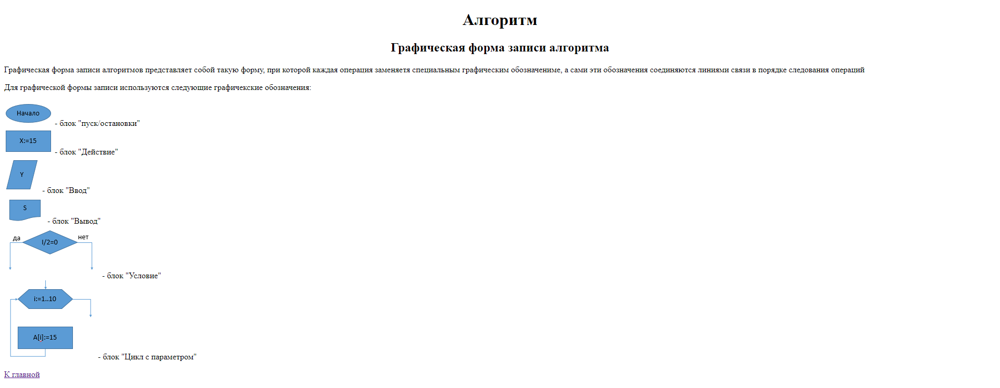 Алгоритм
Графическая форма записи алгоритма
Графическая форма записи алгоритмов представляет собой такую форму, при которой каждая операция заменяетя специальным графическим обозначениме, а сами эти обозначения соединяются линиями связи в порядке следования операций
Для графической формы записи используются следующие графичекские обозначения:
Начало
- блок "пуск/остановки"
X:=15
- блок "Действие"
Y
- блок "Ввод"
S
- блок "Вывод"
да
I/2=0
нет
- блок "Условие"
i:=1..10
A[i]:=15
- блок "Цикл с параметром"
К главной